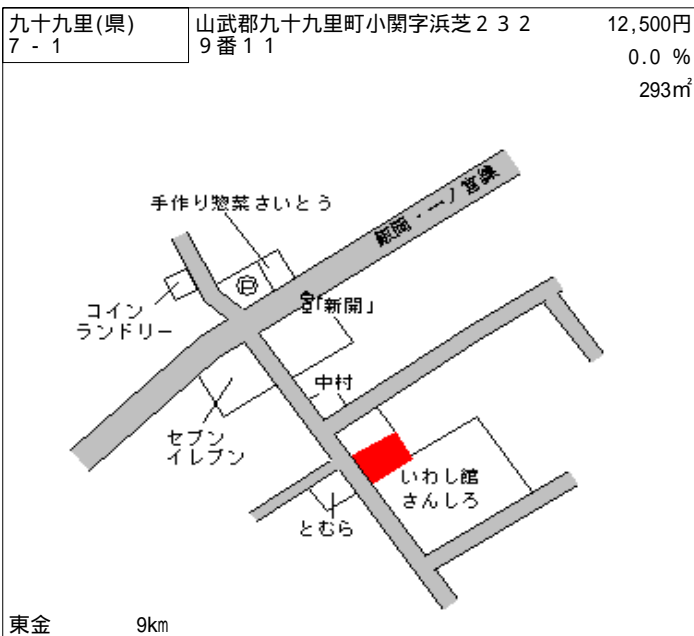 九十九里(県)
7 - 1
山武郡九十九里町小関字浜芝２３２
９番１１
12,500円
0.0 %
293㎡
手作り惣菜さいとう
飯岡・一ノ宮線
コイン
ランドリー
Ⓟ
「新開」
中村
セブン
イレブン
いわし館
さんしろ
とむら
東金 9km